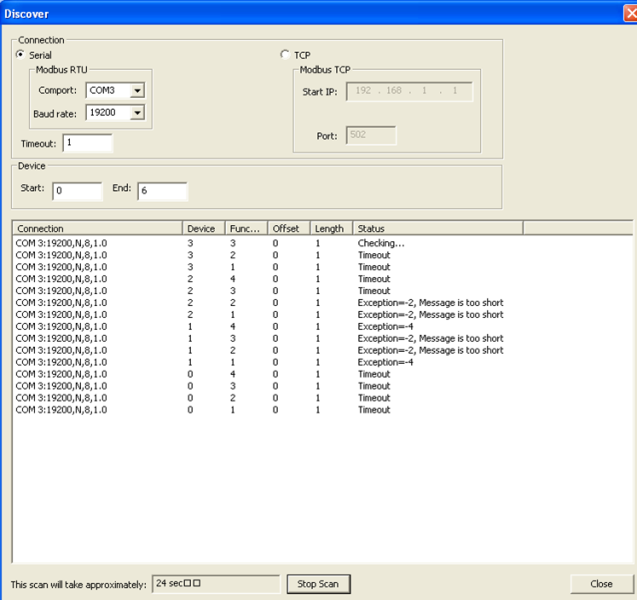 Discover
Connection
Serial
TCP
Modbus RTU
Modbus TCP
Comport: COM3
Start IP: 192 . 168 . 1 . 1
Baud rate: 19200
Port: 502
Timeout: 1
Device
Start: 0 End: 6
Connection Device Func... Offset Length Status
COM 3:19200,N,8,1.0 3 3 0 1 Checking...
COM 3:19200,N,8,1.0 3 2 0 1 Timeout
COM 3:19200,N,8,1.0 3 1 0 1 Timeout
COM 3:19200,N,8,1.0 2 4 0 1 Timeout
COM 3:19200,N,8,1.0 2 3 0 1 Timeout
COM 3:19200,N,8,1.0 2 2 0 1 Exception=-2, Message is too short
COM 3:19200,N,8,1.0 2 1 0 1 Exception=-2, Message is too short
COM 3:19200,N,8,1.0 1 4 0 1 Exception=-4
COM 3:19200,N,8,1.0 1 3 0 1 Exception=-2, Message is too short
COM 3:19200,N,8,1.0 1 2 0 1 Exception=-2, Message is too short
COM 3:19200,N,8,1.0 1 1 0 1 Exception=-4
COM 3:19200,N,8,1.0 0 4 0 1 Timeout
COM 3:19200,N,8,1.0 0 3 0 1 Timeout
COM 3:19200,N,8,1.0 0 2 0 1 Timeout
COM 3:19200,N,8,1.0 0 1 0 1 Timeout
This scan will take approximately: 24 sec□□ Stop Scan Close